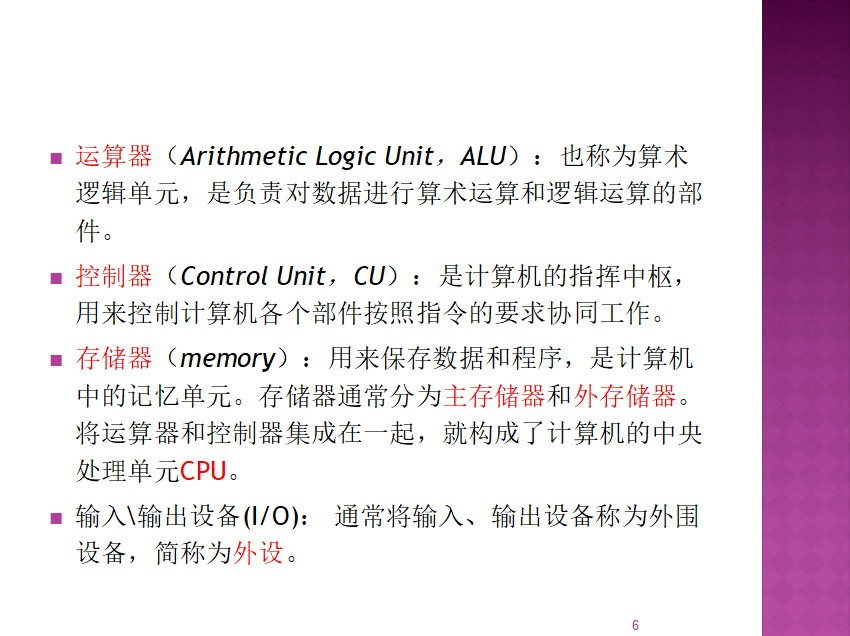 运算器（Arithmetic Logic Unit，ALU）：也称为算术
逻辑单元，是负责对数据进行算术运算和逻辑运算的部
件。
控制器（Control Unit，CU）：是计算机的指挥中枢，
用来控制计算机各个部件按照指令的要求协同工作。
存储器（memory）：用来保存数据和程序，是计算机
中的记忆单元。存储器通常分为主存储器和外存储器。
将运算器和控制器集成在一起，就构成了计算机的中央
处理单元CPU。
输入\输出设备(I/O)： 通常将输入、输出设备称为外围
设备，简称为外设。
6